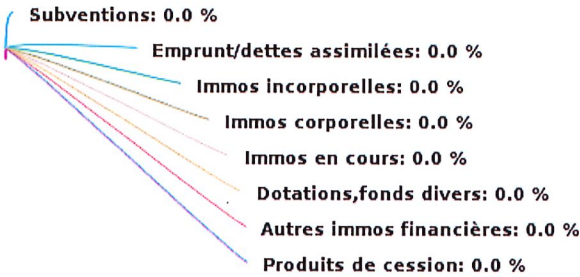 Subventions: 0.0 %
Emprunt/dettes assimilées: 0.0 %
Immos incorporelles: 0.0 %
Immos corporelles: 0.0 %
Immos en cours: 0.0 %
Dotations,fonds divers: 0.0 %
Autres immos financières: 0.0 %
Produits de cession: 0.0 %